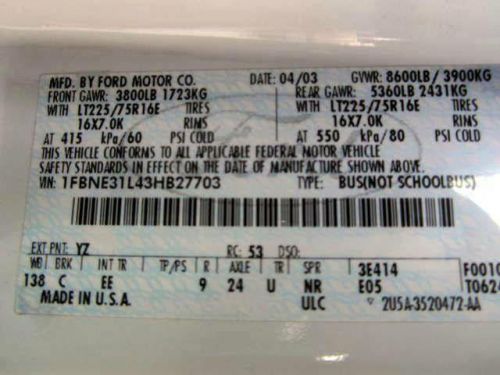 MFD. BY FORD MOTOR CO. DATE: 04/03 GVWR: 8600LB/ 3900KG
FRONT GAWR: 3800LB 1723KG REAR GAWR: 5360LB 2431KG
WITH LT225/75R16E TIRES WITH LT225/75R16E TIRES
16X7.0K RIMS 16X7.0K RIMS
AT 415 kPa/60 PSI COLD AT 550 kPa/80 PSI COLD
THIS VEHICLE CONFORMS TO ALL APPLICABLE FEDERAL MOTOR VEHICLE
SAFETY STANDARDS IN EFFECT ON THE DATE OF MANUFACTURE SHOWN ABOVE.
VIN: 1FBNE31L43HB27703 TYPE: BUS(NOT SCHOOLBUS)
EXT PNT: YZ RC: 53 DSO:
WB BRK INT TR TP/PS R AXLE TR SPR 3E414 F0010
138 C EE 9 24 U NR E05 T0624
MADE IN U.S.A. ULC 2U5A-3520472-AA